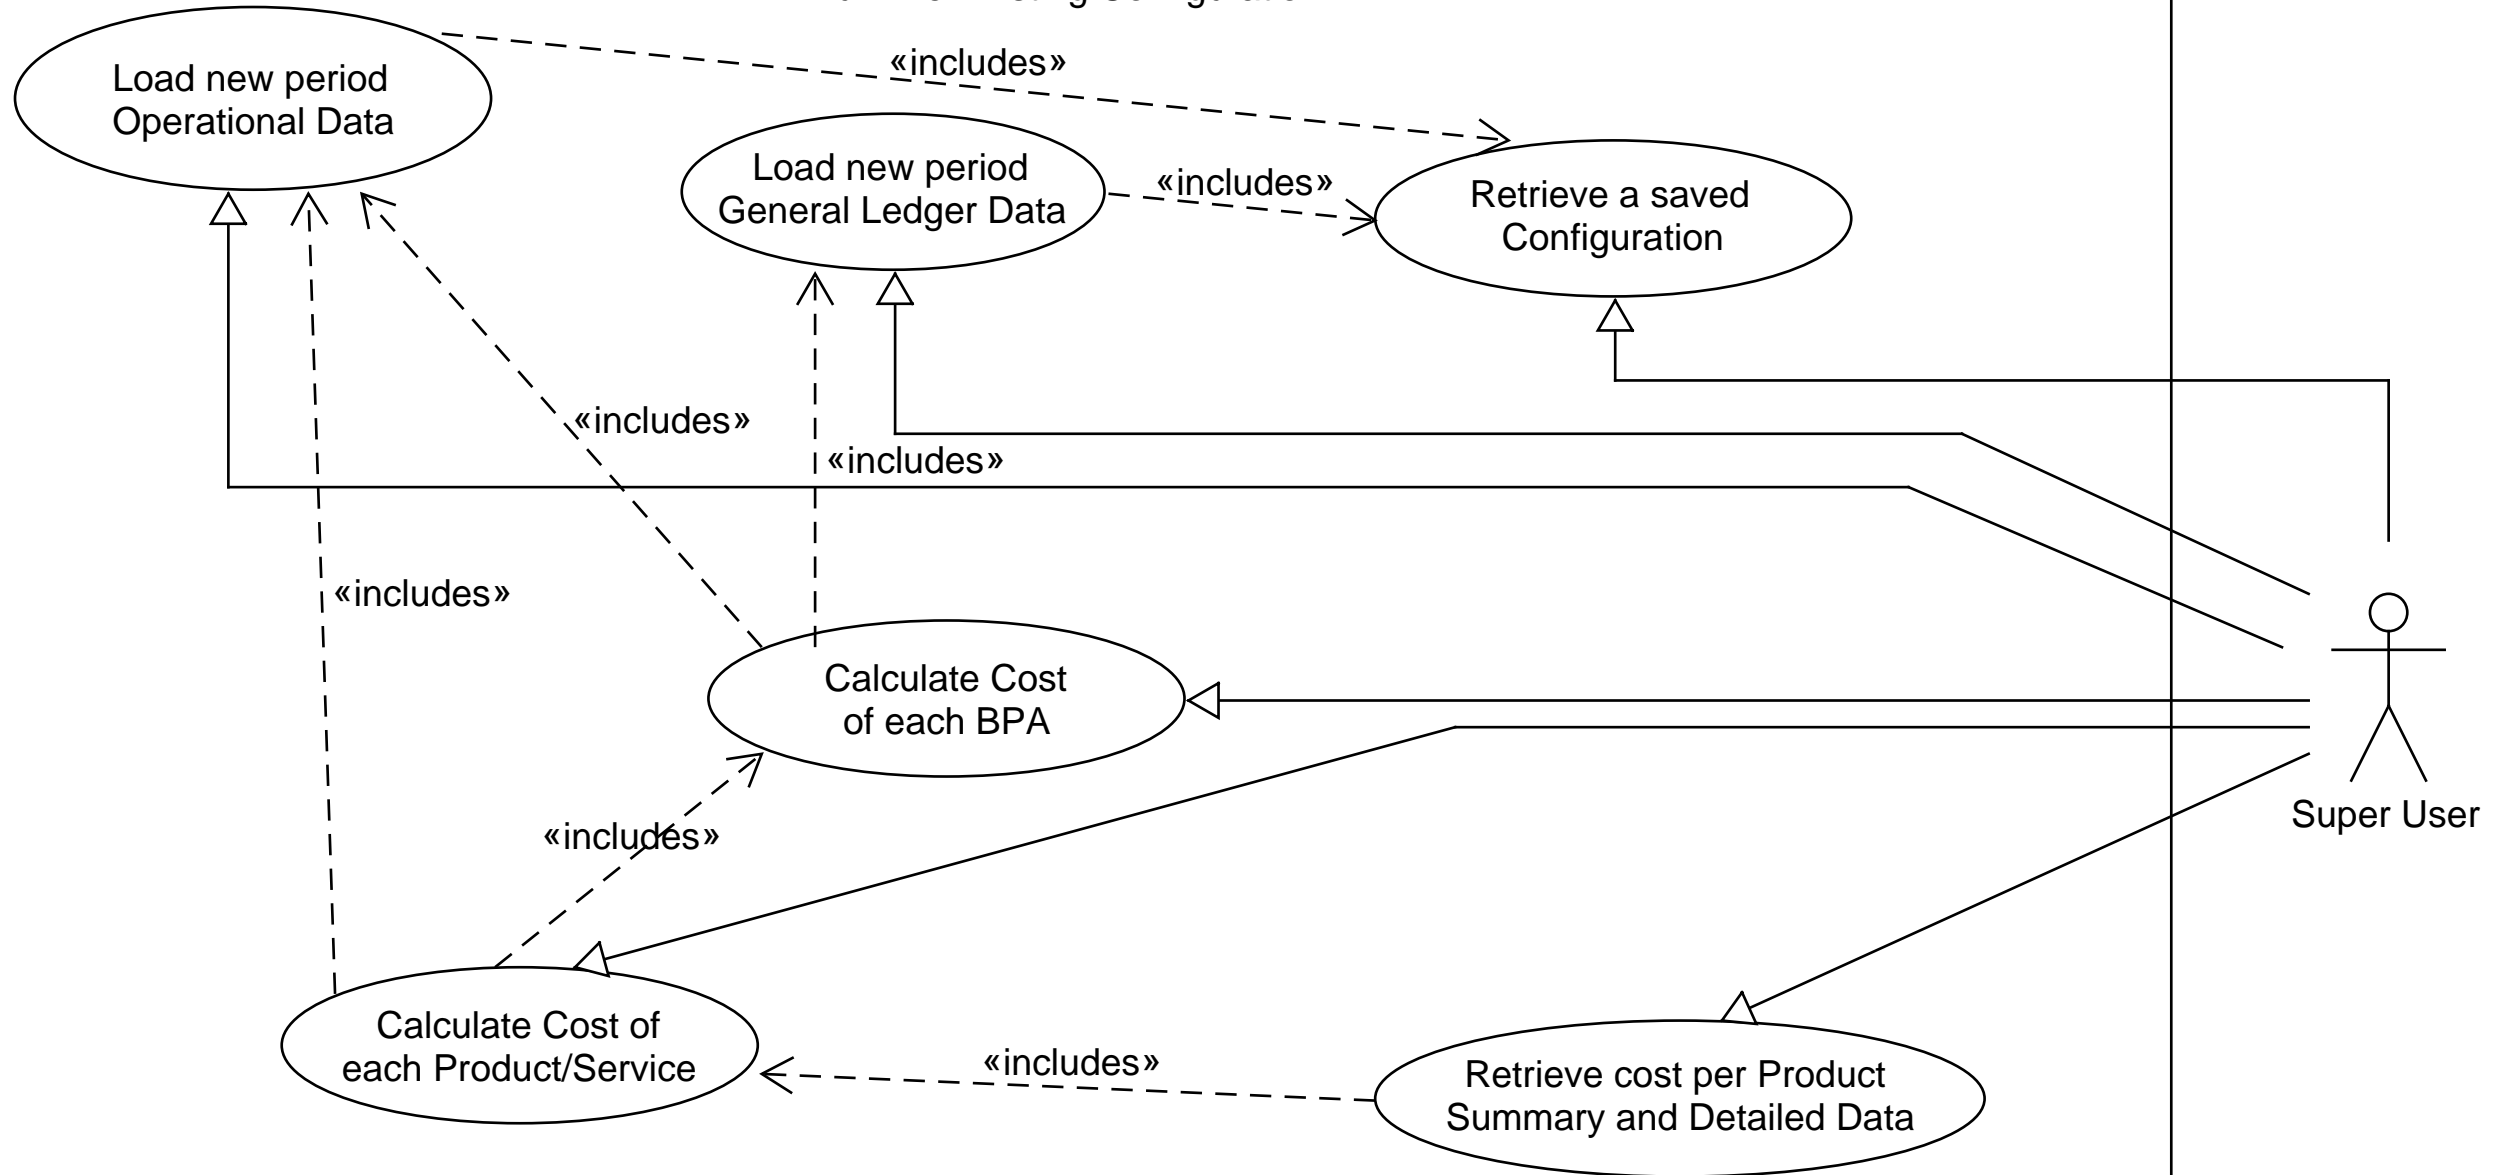 «includes»
Load new period
Operational Data
Load new period
General Ledger Data
«includes»
Retrieve a saved
Configuration
«includes»
«includes»
«includes»
Calculate Cost
of each BPA
Super User
«includes»
Calculate Cost of
each Product/Service
«includes»
Retrieve cost per Product
Summary and Detailed Data